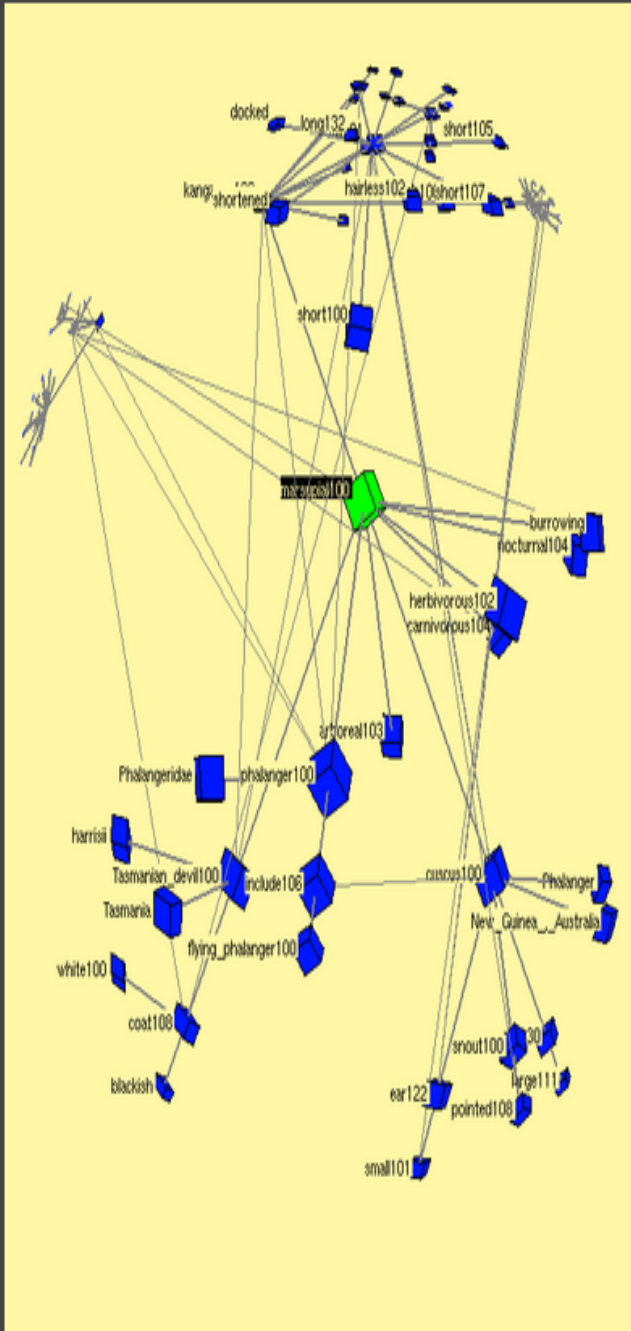 docked
long132
short105
hairless102
short107
shortened
short100
marsupial100
burrowing
nocturnal104
herbivorous102
carnivorous104
arboreal103
Phalangeridae
phalanger100
harrisii
Tasmanian_devil100
include106
cuscus100
Phalanger
Tasmania
New_Guinea_,_Australia
flying_phalanger100
white100
coat108
snout100
30
large111
blackish
ear122
pointed108
small101